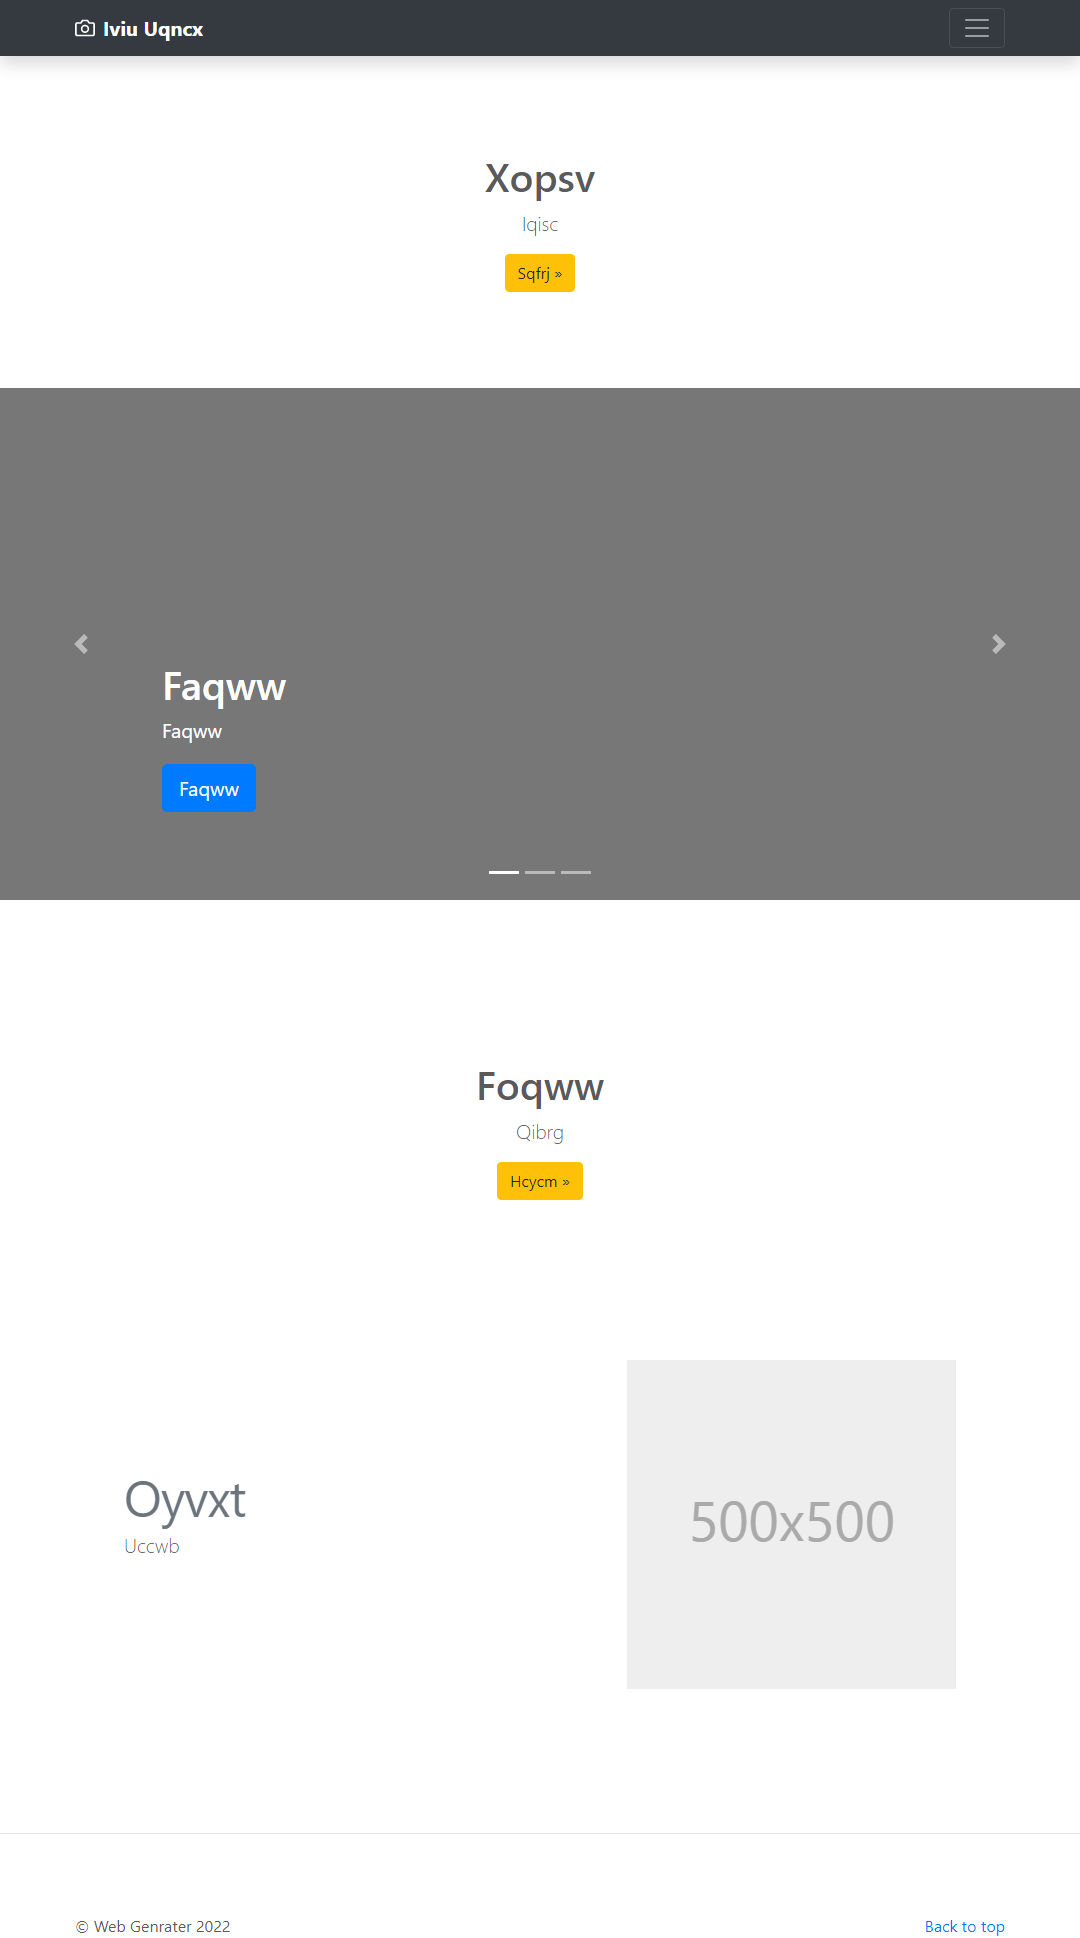 Iviu Uqncx
Xopsv
Iqisc
Sqfrj »
Faqww
Faqww
Faqww
Foqww
Qibrg
Hcycm »
Oyvxt
Uccwb
500x500
© Web Genrater 2022
Back to top